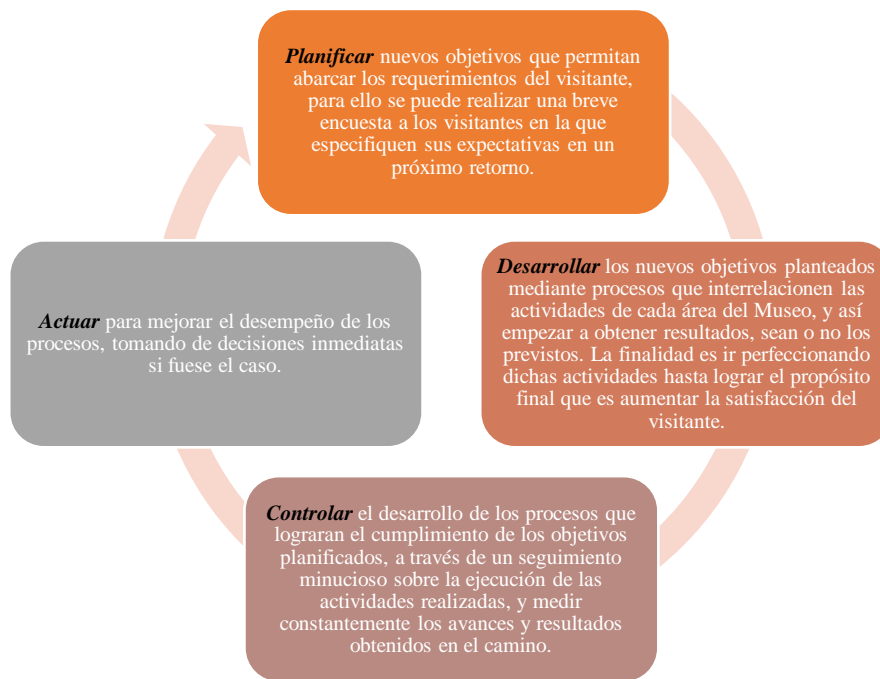 Planificar nuevos objetivos que permitan
abarcar los requerimientos del visitante,
para ello se puede realizar una breve
encuesta a los visitantes en la que
especifiquen sus expectativas en un
próximo retorno.
Desarrollar los nuevos objetivos planteados
mediante procesos que interrelacionen las
actividades de cada área del Museo, y así
empezar a obtener resultados, sean o no los
previstos. La finalidad es ir perfeccionando
dichas actividades hasta lograr el propósito
final que es aumentar la satisfacción del
visitante.
Controlar el desarrollo de los procesos que
lograran el cumplimiento de los objetivos
planificados, a través de un seguimiento
minucioso sobre la ejecución de las
actividades realizadas, y medir
constantemente los avances y resultados
obtenidos en el camino.
Actuar para mejorar el desempeño de los
procesos, tomando de decisiones inmediatas
si fuese el caso.